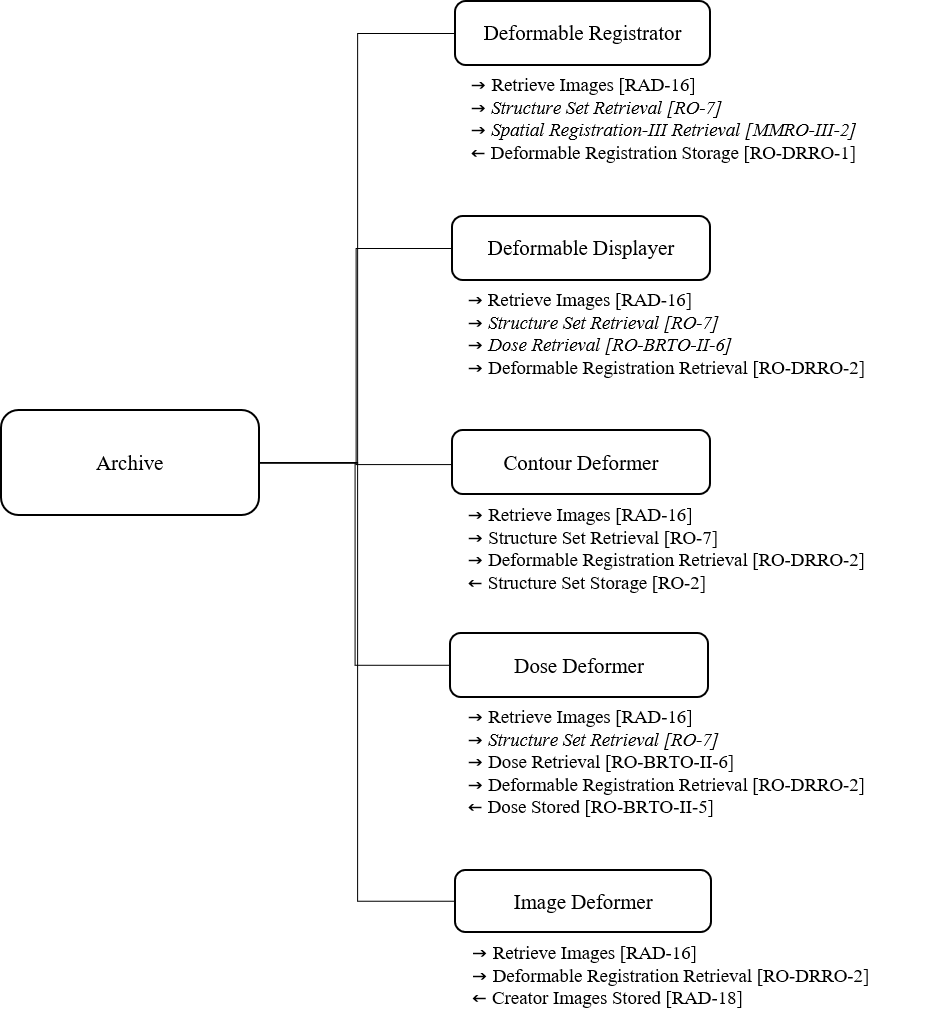 Deformable Registrator
→ Retrieve Images [RAD-16]
→ Structure Set Retrieval [RO-7]
→ Spatial Registration-III Retrieval [MMRO-III-2]
← Deformable Registration Storage [RO-DRRO-1]
Deformable Displayer
→ Retrieve Images [RAD-16]
→ Structure Set Retrieval [RO-7]
→ Dose Retrieval [RO-BRTO-II-6]
→ Deformable Registration Retrieval [RO-DRRO-2]
Archive
Contour Deformer
→ Retrieve Images [RAD-16]
→ Structure Set Retrieval [RO-7]
→ Deformable Registration Retrieval [RO-DRRO-2]
← Structure Set Storage [RO-2]
Dose Deformer
→ Retrieve Images [RAD-16]
→ Structure Set Retrieval [RO-7]
→ Dose Retrieval [RO-BRTO-II-6]
→ Deformable Registration Retrieval [RO-DRRO-2]
← Dose Stored [RO-BRTO-II-5]
Image Deformer
→ Retrieve Images [RAD-16]
→ Deformable Registration Retrieval [RO-DRRO-2]
← Creator Images Stored [RAD-18]